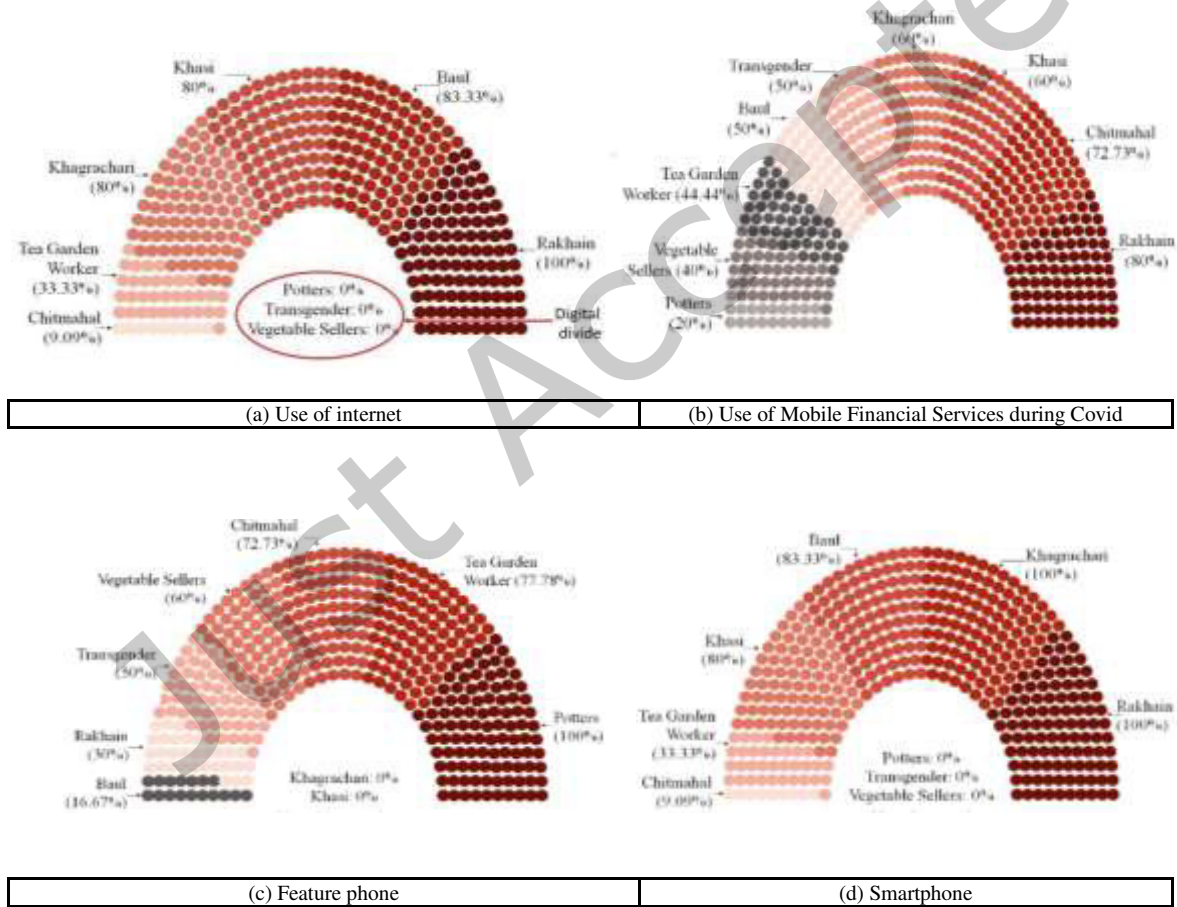 Khasi
80%
Baul
(83.33%)
Khagrachari
(80%)
Tea Garden
Worker
(33.33%)
Chitmahal
(9.09%)
Rakhain
(100%)
Potters: 0%
Transgender: 0%
Vegetable Sellers: 0%
Digital
divide
Khagrachari
(60%)
Transgender
(50%)
Khasi
(60%)
Baul
(50%)
Chitmahal
(72.73%)
Tea Garden
Worker (44.44%)
Vegetable
Sellers (40%)
Potters
(20%)
Rakhain
(80%)
(a) Use of internet
(b) Use of Mobile Financial Services during Covid
Chitmahal
(72.73%)
Tea Garden
Worker (77.78%)
Vegetable Sellers
(60%)
Transgender
(50%)
Rakhain
(30%)
Baul
(16.67%)
Potters
(100%)
Khagrachari: 0%
Khasi: 0%
Baul
(83.33%)
Khagrachari
(100%)
Khasi
(80%)
Tea Garden
Worker
(33.33%)
Chitmahal
(9.09%)
Rakhain
(100%)
Potters: 0%
Transgender: 0%
Vegetable Sellers: 0%
(c) Feature phone
(d) Smartphone
Just Accepte